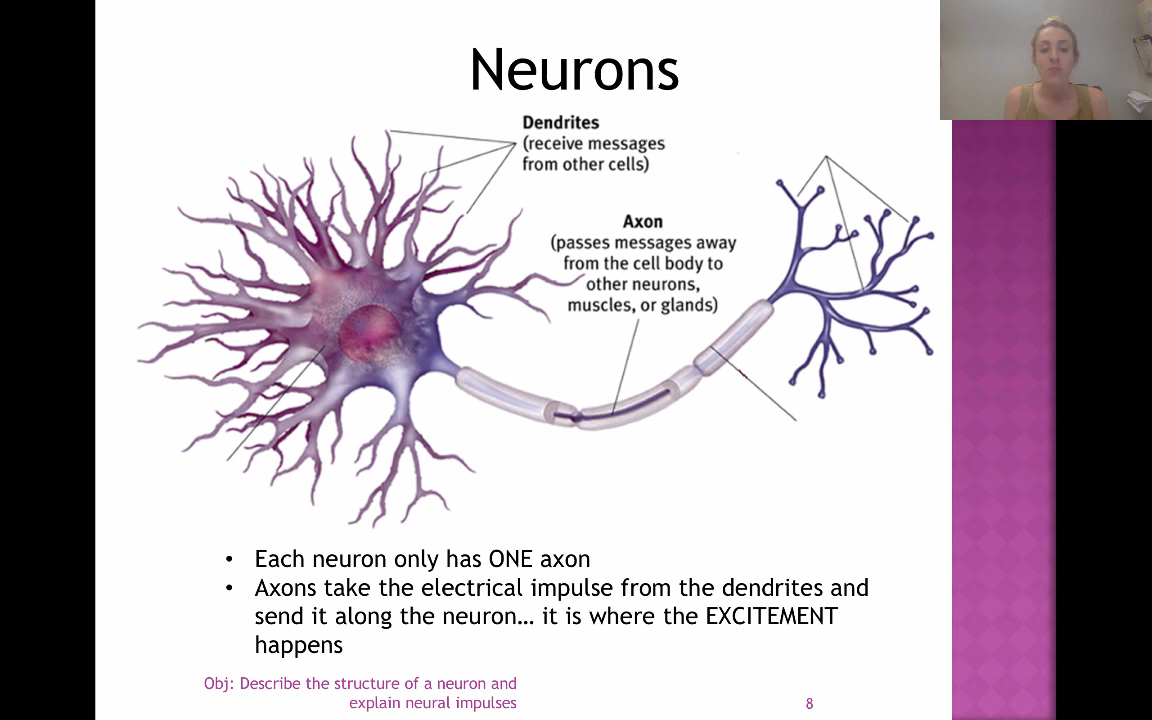 Neurons
Dendrites
(receive messages
from other cells)
Axon
(passes messages away
from the cell body to
other neurons,
muscles, or glands)
• Each neuron only has ONE axon
• Axons take the electrical impulse from the dendrites and
send it along the neuron… it is where the EXCITEMENT
happens
Obj: Describe the structure of a neuron and
explain neural impulses
8